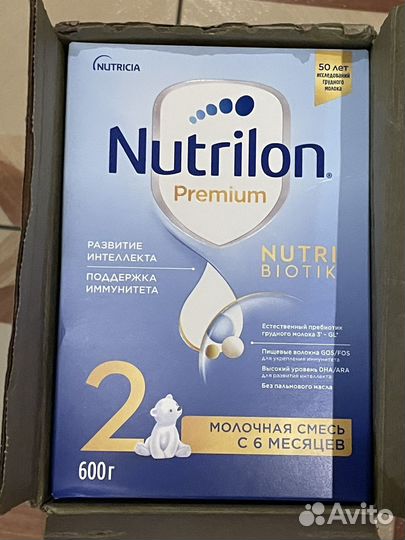 NUTRICIA
50 ЛЕТ
ИССЛЕДОВАНИЙ
ГРУДНОГО
МОЛОКА
Nutrilon®
Premium
РАЗВИТИЕ
ИНТЕЛЛЕКТА
ПОДДЕРЖКА
ИММУНИТЕТА
NUTRI
BIOTIK
Естественный пребиотик
грудного молока 3' - GL*
Пищевые волокна GOS/FOS
для укрепления иммунитета
Высокий уровень DHA/ARA
для развития интеллекта
Без пальмового масла
2
МОЛОЧНАЯ СМЕСЬ
С 6 МЕСЯЦЕВ
600 г
Avito